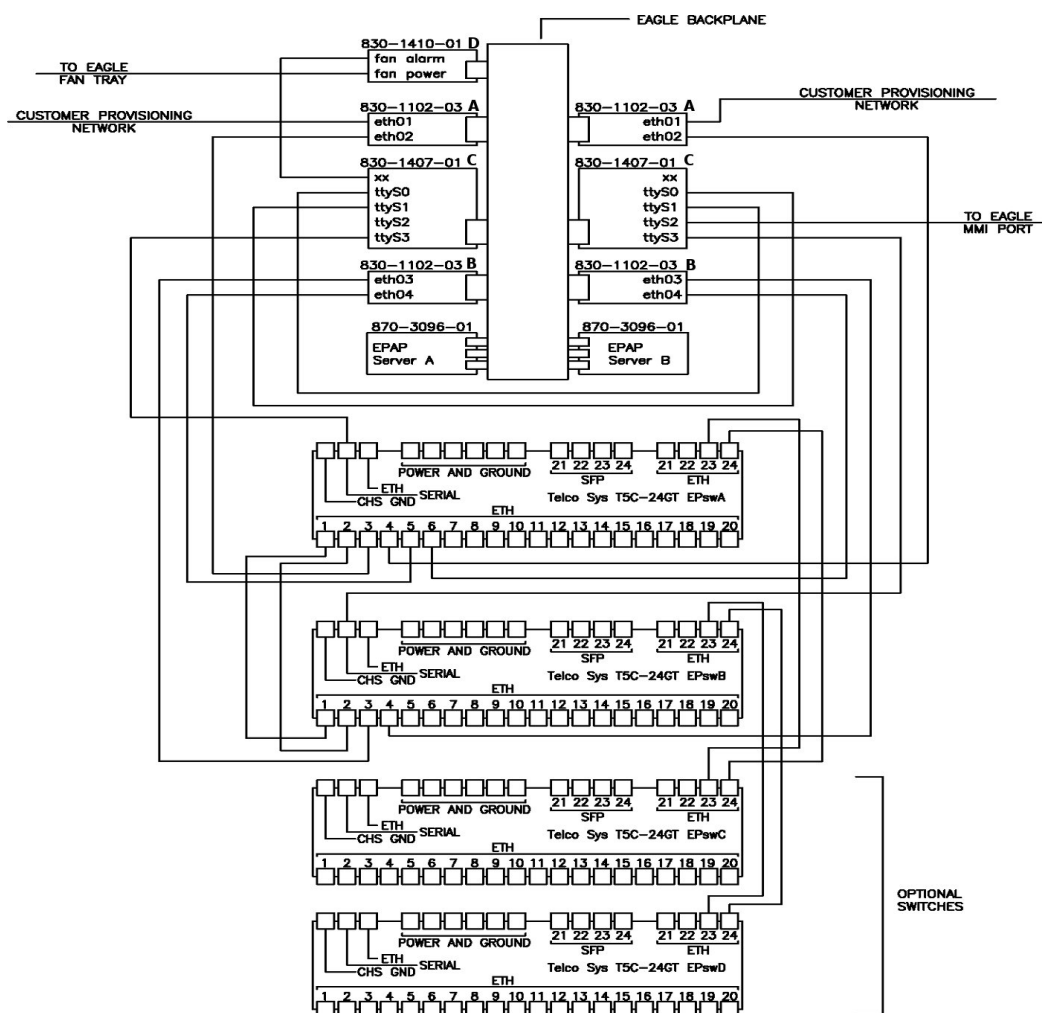 EAGLE BACKPLANE
830-1410-01 D
fan alarm
fan power
TO EAGLE
FAN TRAY
CUSTOMER PROVISIONING
NETWORK
830-1102-03 A
eth01
eth02
830-1102-03 A
eth01
eth02
CUSTOMER PROVISIONING
NETWORK
830-1407-01 C
xx
ttyS0
ttyS1
ttyS2
ttyS3
830-1407-01 C
xx
ttyS0
ttyS1
ttyS2
ttyS3
TO EAGLE
MMI PORT
830-1102-03 B
eth03
eth04
830-1102-03 B
eth03
eth04
870-3096-01
EPAP
Server A
870-3096-01
EPAP
Server B
21 22 23 24 21 22 23 24
POWER AND GROUND SFP ETH
ETH
SERIAL
CHS GND
Telco Sys T5C-24GT EPswA
ETH
1 2 3 4 5 6 7 8 9 10 11 12 13 14 15 16 17 18 19 20
21 22 23 24 21 22 23 24
POWER AND GROUND SFP ETH
ETH
SERIAL
CHS GND
Telco Sys T5C-24GT EPswB
ETH
1 2 3 4 5 6 7 8 9 10 11 12 13 14 15 16 17 18 19 20
21 22 23 24 21 22 23 24
POWER AND GROUND SFP ETH
ETH
SERIAL
CHS GND
Telco Sys T5C-24GT EPswC
ETH
1 2 3 4 5 6 7 8 9 10 11 12 13 14 15 16 17 18 19 20
OPTIONAL
SWITCHES
21 22 23 24 21 22 23 24
POWER AND GROUND SFP ETH
ETH
SERIAL
CHS GND
Telco Sys T5C-24GT EPswD
ETH
1 2 3 4 5 6 7 8 9 10 11 12 13 14 15 16 17 18 19 20